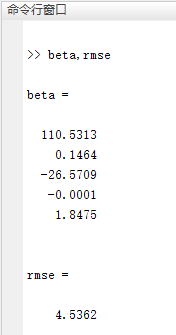 命令行窗口
>> beta,rmse
beta =
110.5313
0.1464
-26.5709
-0.0001
1.8475
rmse =
4.5362